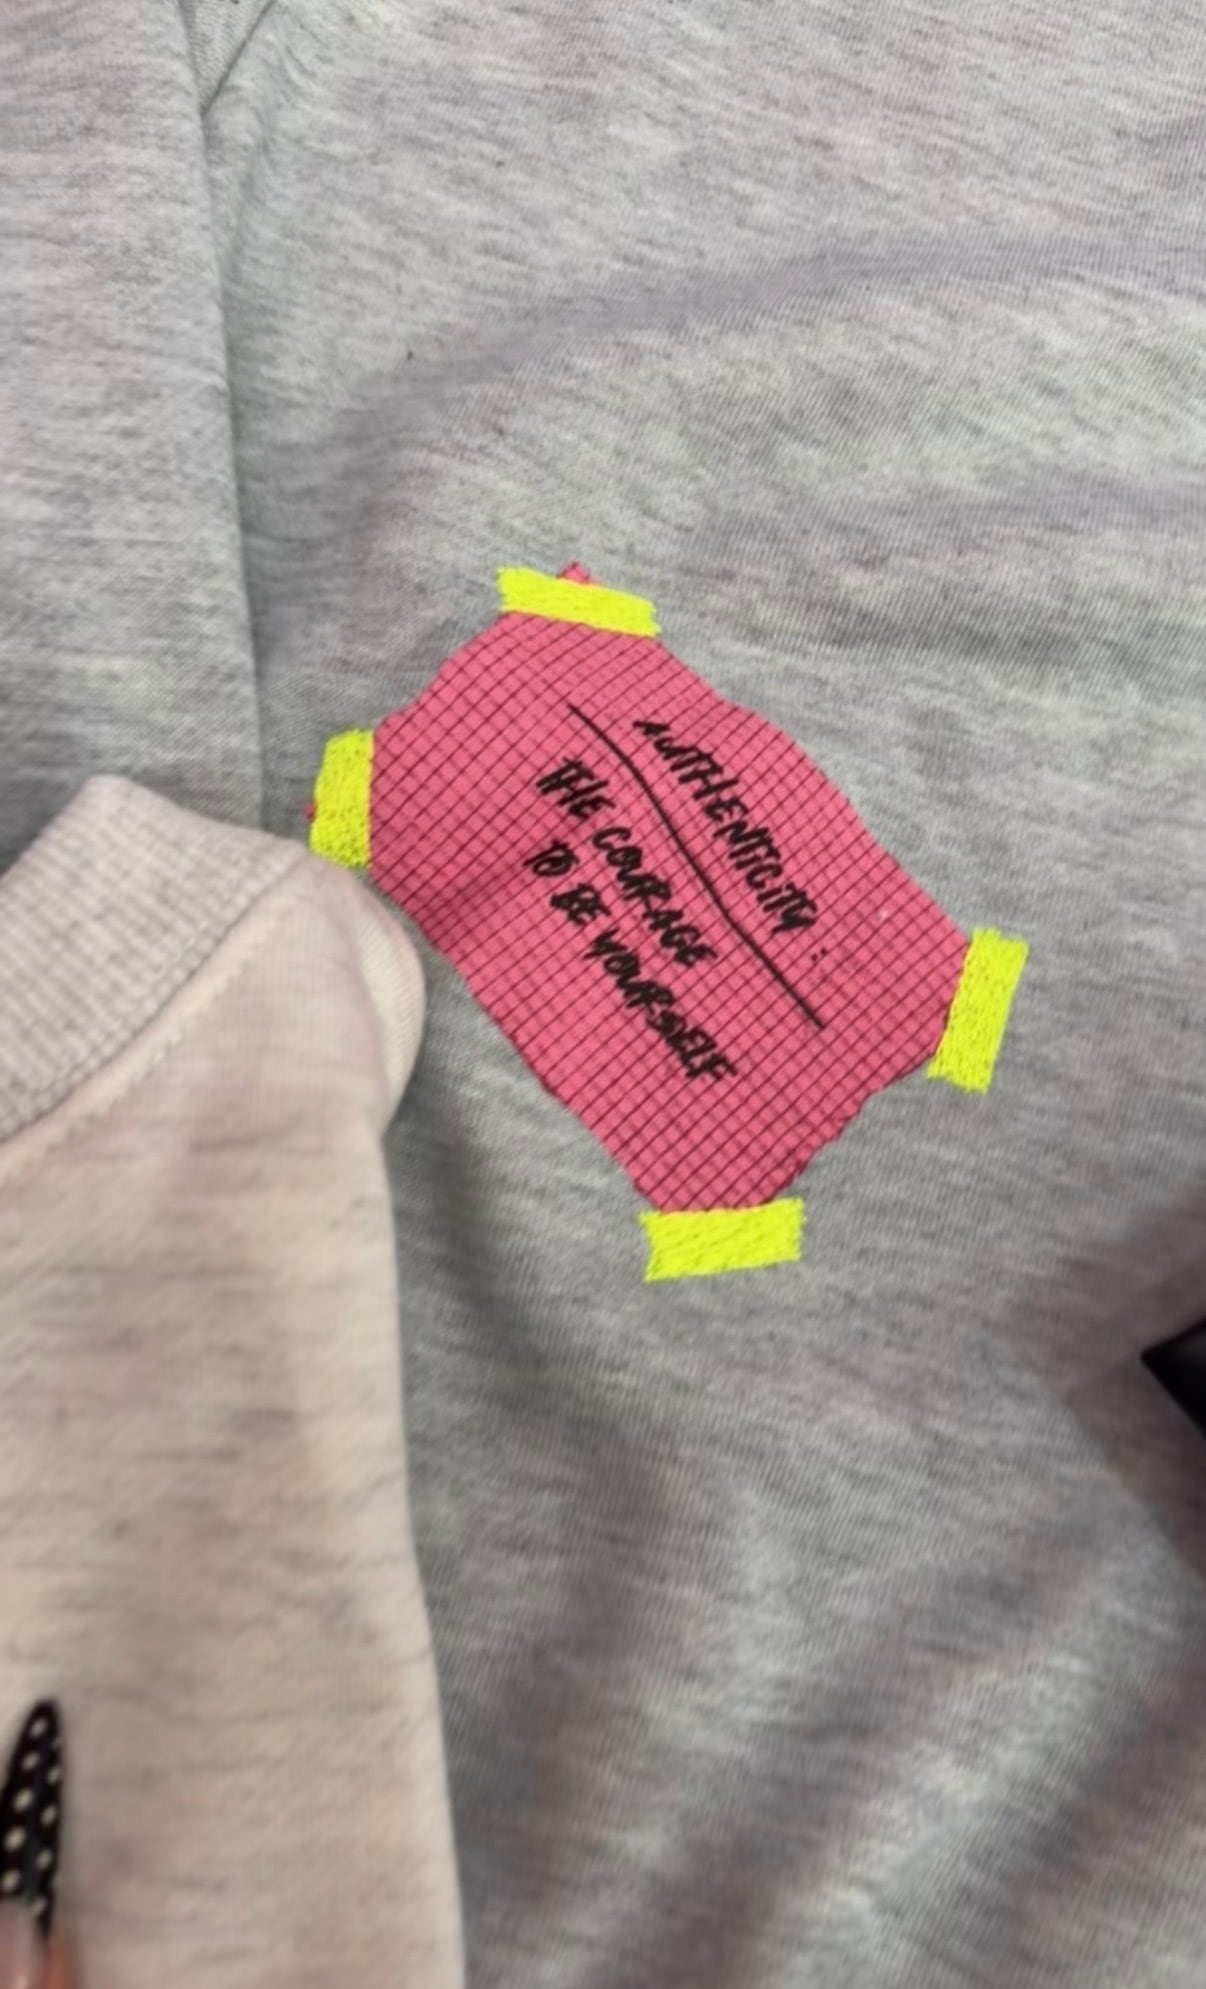 AUTHENTICITY :
THE COURAGE
TO BE YOURSELF